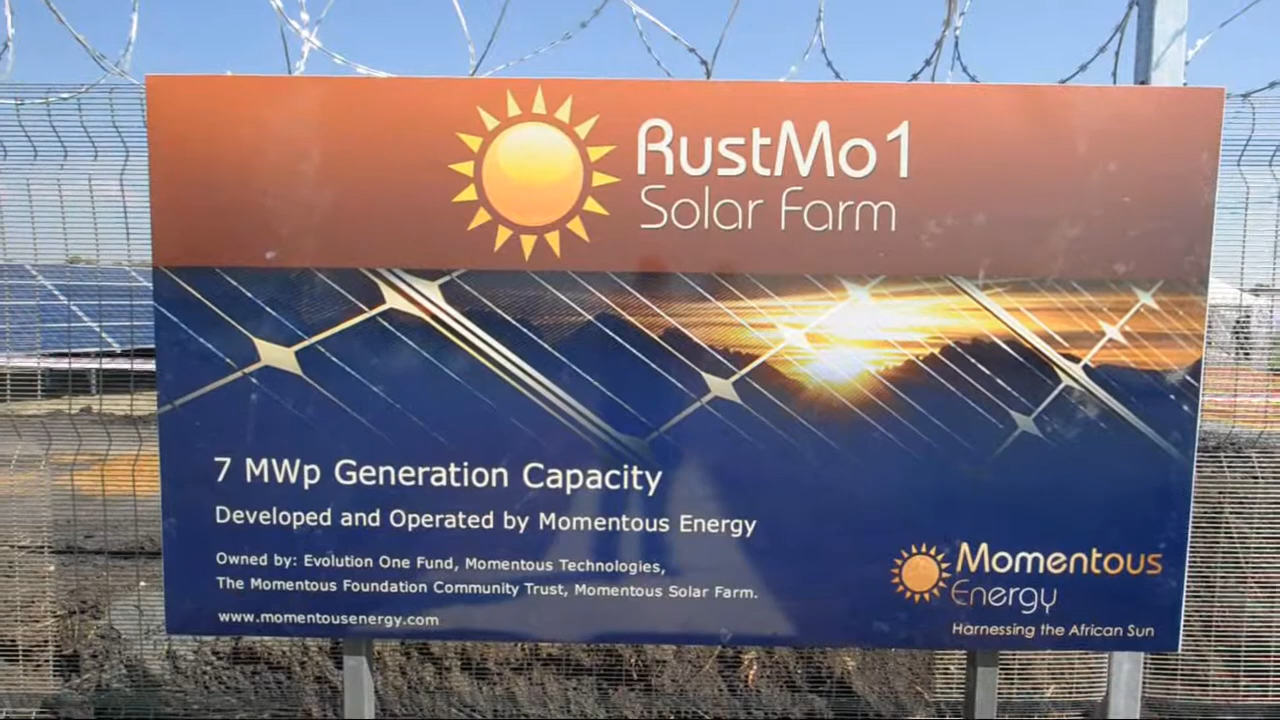 RustMo1
Solar Farm
7 MWp Generation Capacity
Developed and Operated by Momentous Energy
Owned by: Evolution One Fund, Momentous Technologies,
The Momentous Foundation Community Trust, Momentous Solar Farm.
www.momentousenergy.com
Momentous
Energy
Harnessing the African Sun